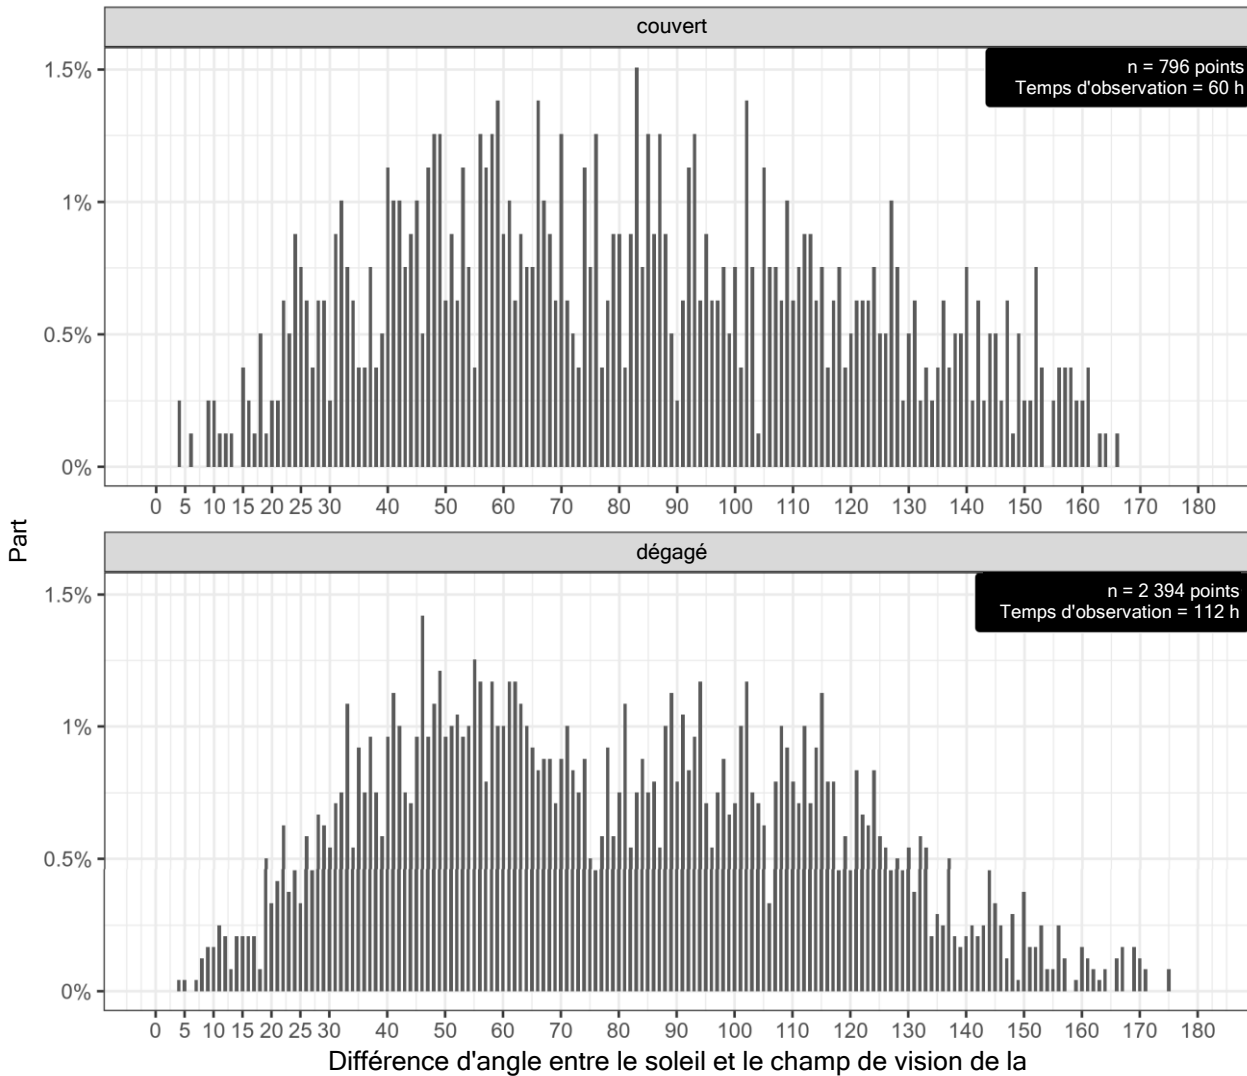 couvert
n = 796 points
Temps d'observation = 60 h
1.5%
1%
0.5%
0%
0 5 10 15 20 25 30 40 50 60 70 80 90 100 110 120 130 140 150 160 170 180
Part
dégagé
n = 2 394 points
Temps d'observation = 112 h
1.5%
1%
0.5%
0%
0 5 10 15 20 25 30 40 50 60 70 80 90 100 110 120 130 140 150 160 170 180
Différence d'angle entre le soleil et le champ de vision de la